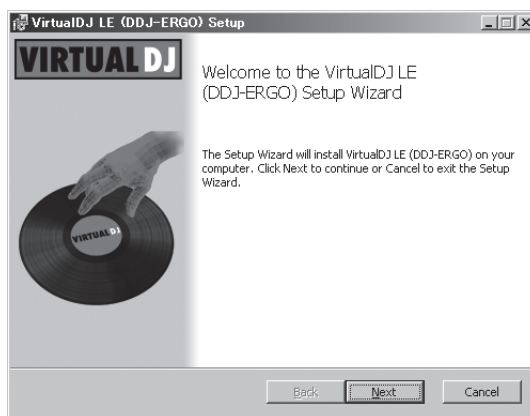 VirtualDJ LE (DDJ-ERGO) Setup
VIRTUAL DJ
Welcome to the VirtualDJ LE
(DDJ-ERGO) Setup Wizard
The Setup Wizard will install VirtualDJ LE (DDJ-ERGO) on your
computer. Click Next to continue or Cancel to exit the Setup
Wizard.
VIRTUAL DJ
Back
Next
Cancel